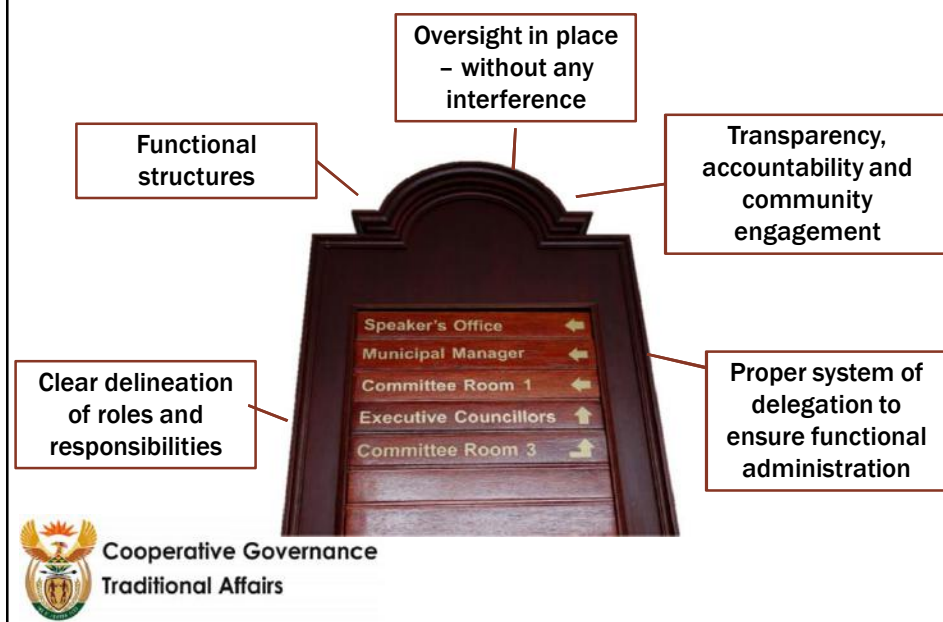 Oversight in place
– without any
interference
Functional
structures
Transparency,
accountability and
community
engagement
Speaker's Office
Municipal Manager
Committee Room 1
Executive Councillors
Committee Room 3
Clear delineation
of roles and
responsibilities
Proper system of
delegation to
ensure functional
administration
Cooperative Governance
Traditional Affairs